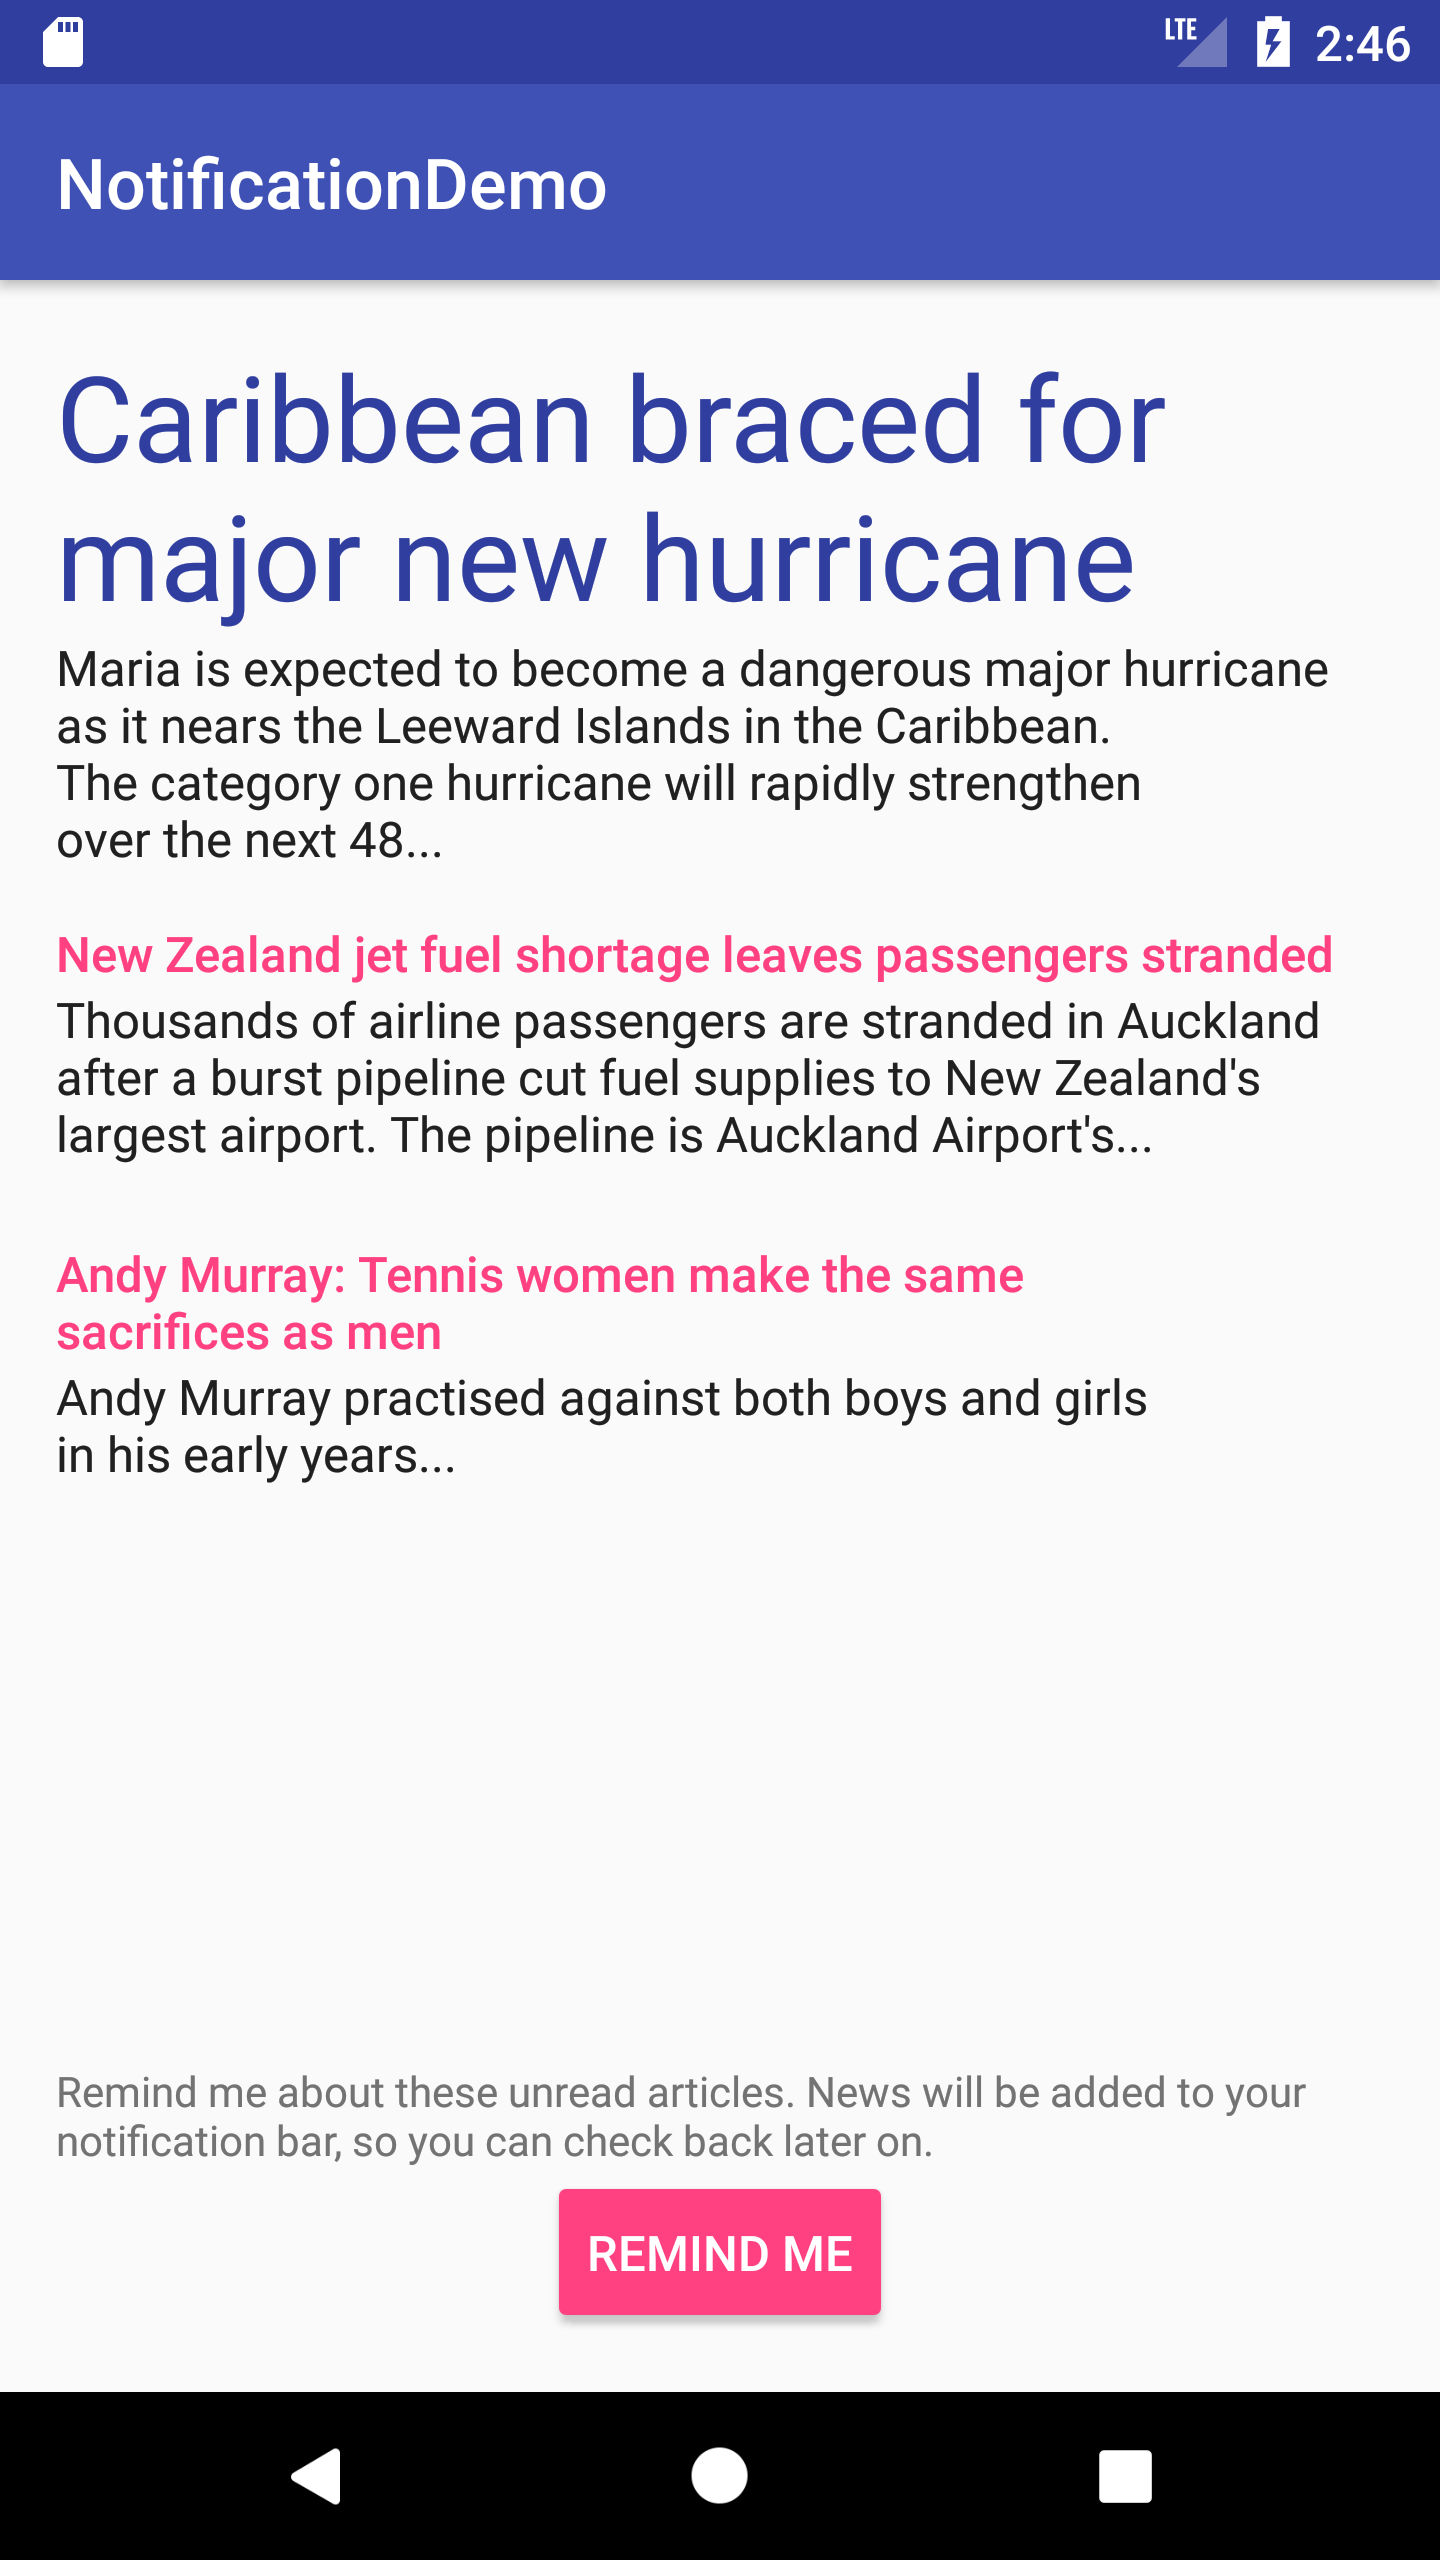 LTE 2:46
NotificationDemo
Caribbean braced for
major new hurricane
Maria is expected to become a dangerous major hurricane
as it nears the Leeward Islands in the Caribbean.
The category one hurricane will rapidly strengthen
over the next 48...
New Zealand jet fuel shortage leaves passengers stranded
Thousands of airline passengers are stranded in Auckland
after a burst pipeline cut fuel supplies to New Zealand's
largest airport. The pipeline is Auckland Airport's...
Andy Murray: Tennis women make the same
sacrifices as men
Andy Murray practised against both boys and girls
in his early years...
Remind me about these unread articles. News will be added to your
notification bar, so you can check back later on.
REMIND ME